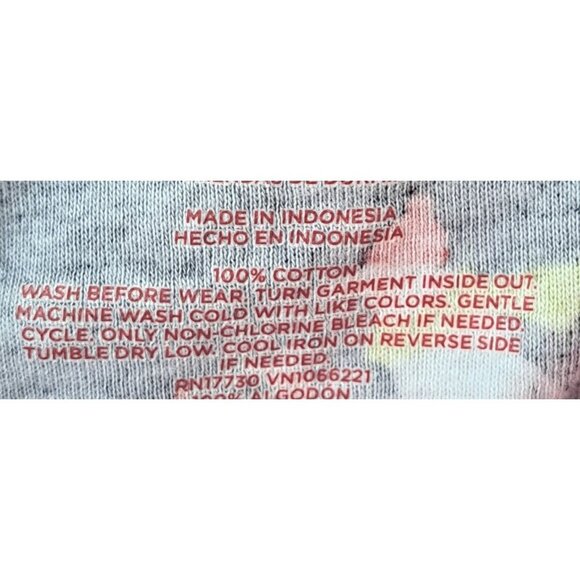 MADE IN INDONESIA
HECHO EN INDONESIA
100% COTTON
WASH BEFORE WEAR. TURN GARMENT INSIDE OUT.
MACHINE WASH COLD WITH LIKE COLORS. GENTLE
CYCLE. ONLY NON-CHLORINE BLEACH IF NEEDED.
TUMBLE DRY LOW. COOL IRON ON REVERSE SIDE
IF NEEDED.
RN17730 VN1066221
100% ALGODÓN